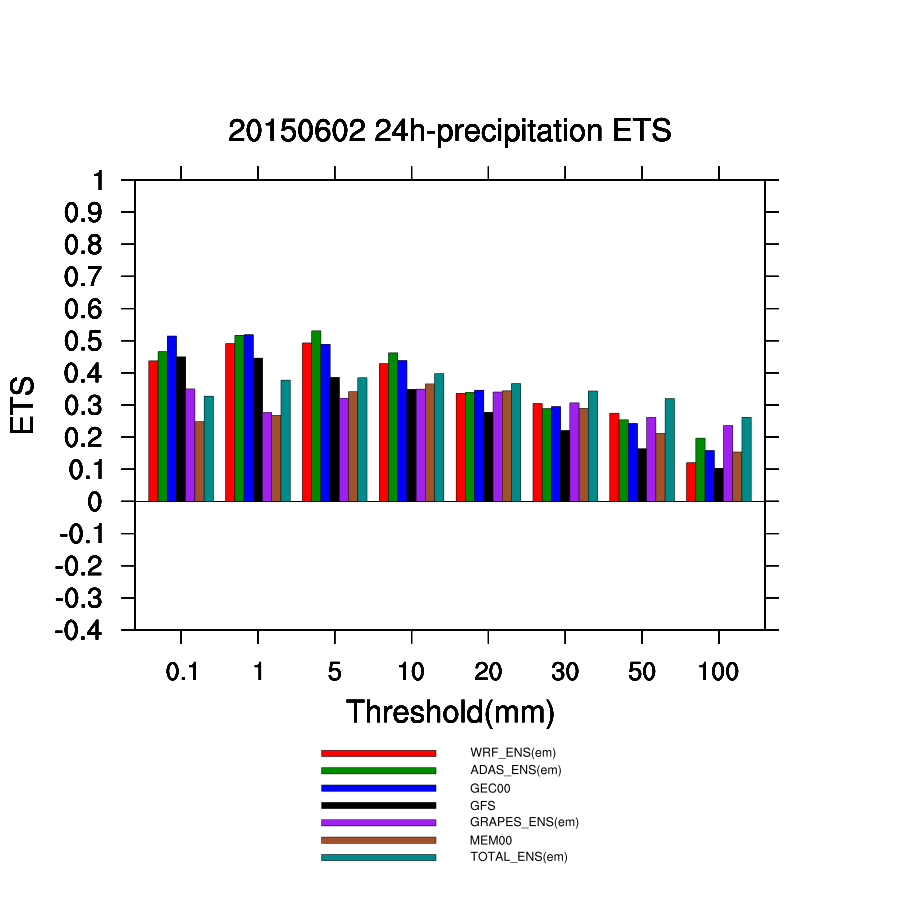 20150602 24h-precipitation ETS
1
0.9
0.8
0.7
0.6
0.5
0.4
0.3
0.2
0.1
0
-0.1
-0.2
-0.3
-0.4
ETS
0.1 1 5 10 20 30 50 100
Threshold(mm)
WRF_ENS(em)
ADAS_ENS(em)
GEC00
GFS
GRAPES_ENS(em)
MEM00
TOTAL_ENS(em)